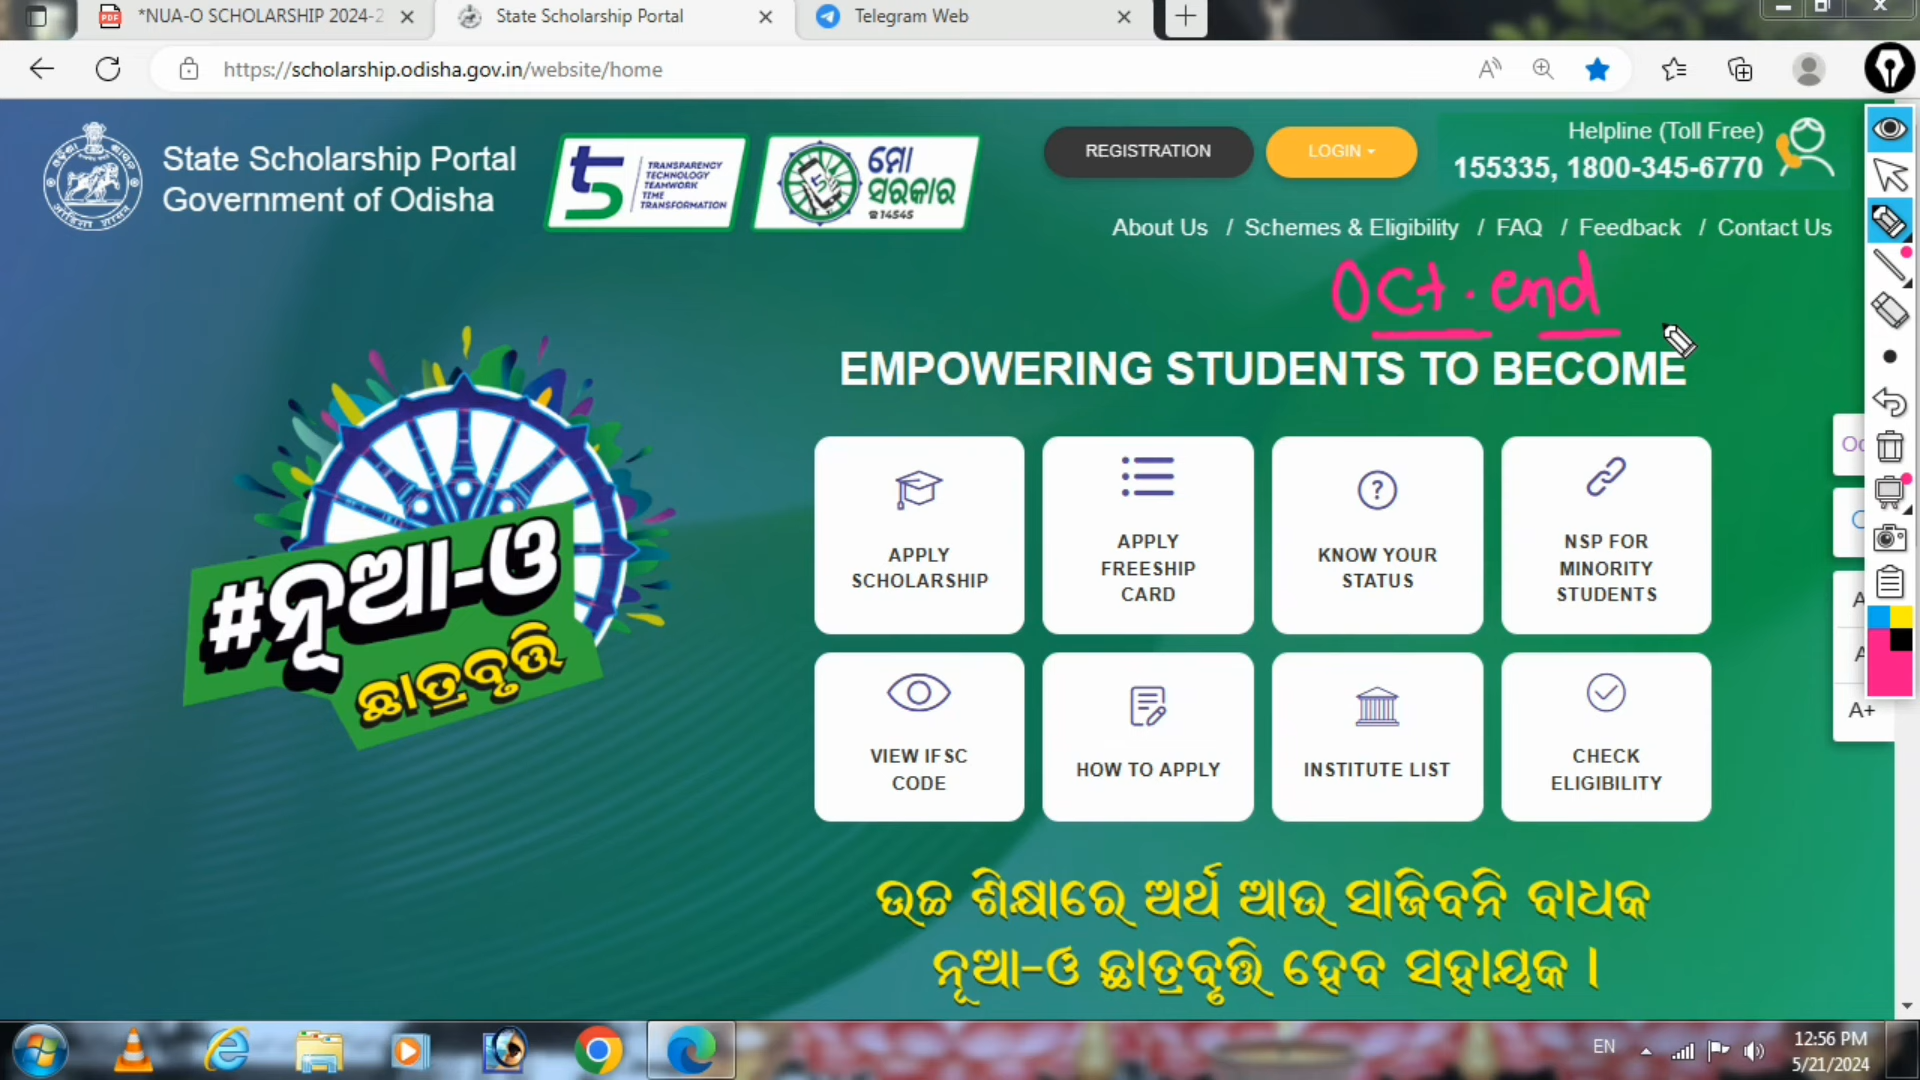 *NUA-O SCHOLARSHIP 2024-2
State Scholarship Portal
Telegram Web
https://scholarship.odisha.gov.in/website/home
State Scholarship Portal
Government of Odisha
TRANSPARENCY
TECHNOLOGY
TEAMWORK
TIME
TRANSFORMATION
ମୋ
ସରକାର
14545
REGISTRATION
LOGIN
Helpline (Toll Free)
155335, 1800-345-6770
About Us / Schemes & Eligibility / FAQ / Feedback / Contact Us
Oct. end
EMPOWERING STUDENTS TO BECOME
#ନୂଆ-ଓ
ଛାତ୍ରବୃତ୍ତି
APPLY
SCHOLARSHIP
APPLY
FREESHIP
CARD
KNOW YOUR
STATUS
NSP FOR
MINORITY
STUDENTS
VIEW IFSC
CODE
HOW TO APPLY
INSTITUTE LIST
CHECK
ELIGIBILITY
A+
ଉଚ୍ଚ ଶିକ୍ଷାରେ ଅର୍ଥ ଆଉ ସାଜିବନି ବାଧକ
ନୂଆ-ଓ ଛାତ୍ରବୃତ୍ତି ହେବ ସହାୟକ ।
EN
12:56 PM
5/21/2024